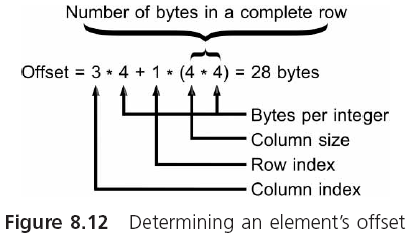 Number of bytes in a complete row
Offset = 3 * 4 + 1 * (4 * 4) = 28 bytes
Bytes per integer
Column size
Row index
Column index
Figure 8.12 Determining an element's offset